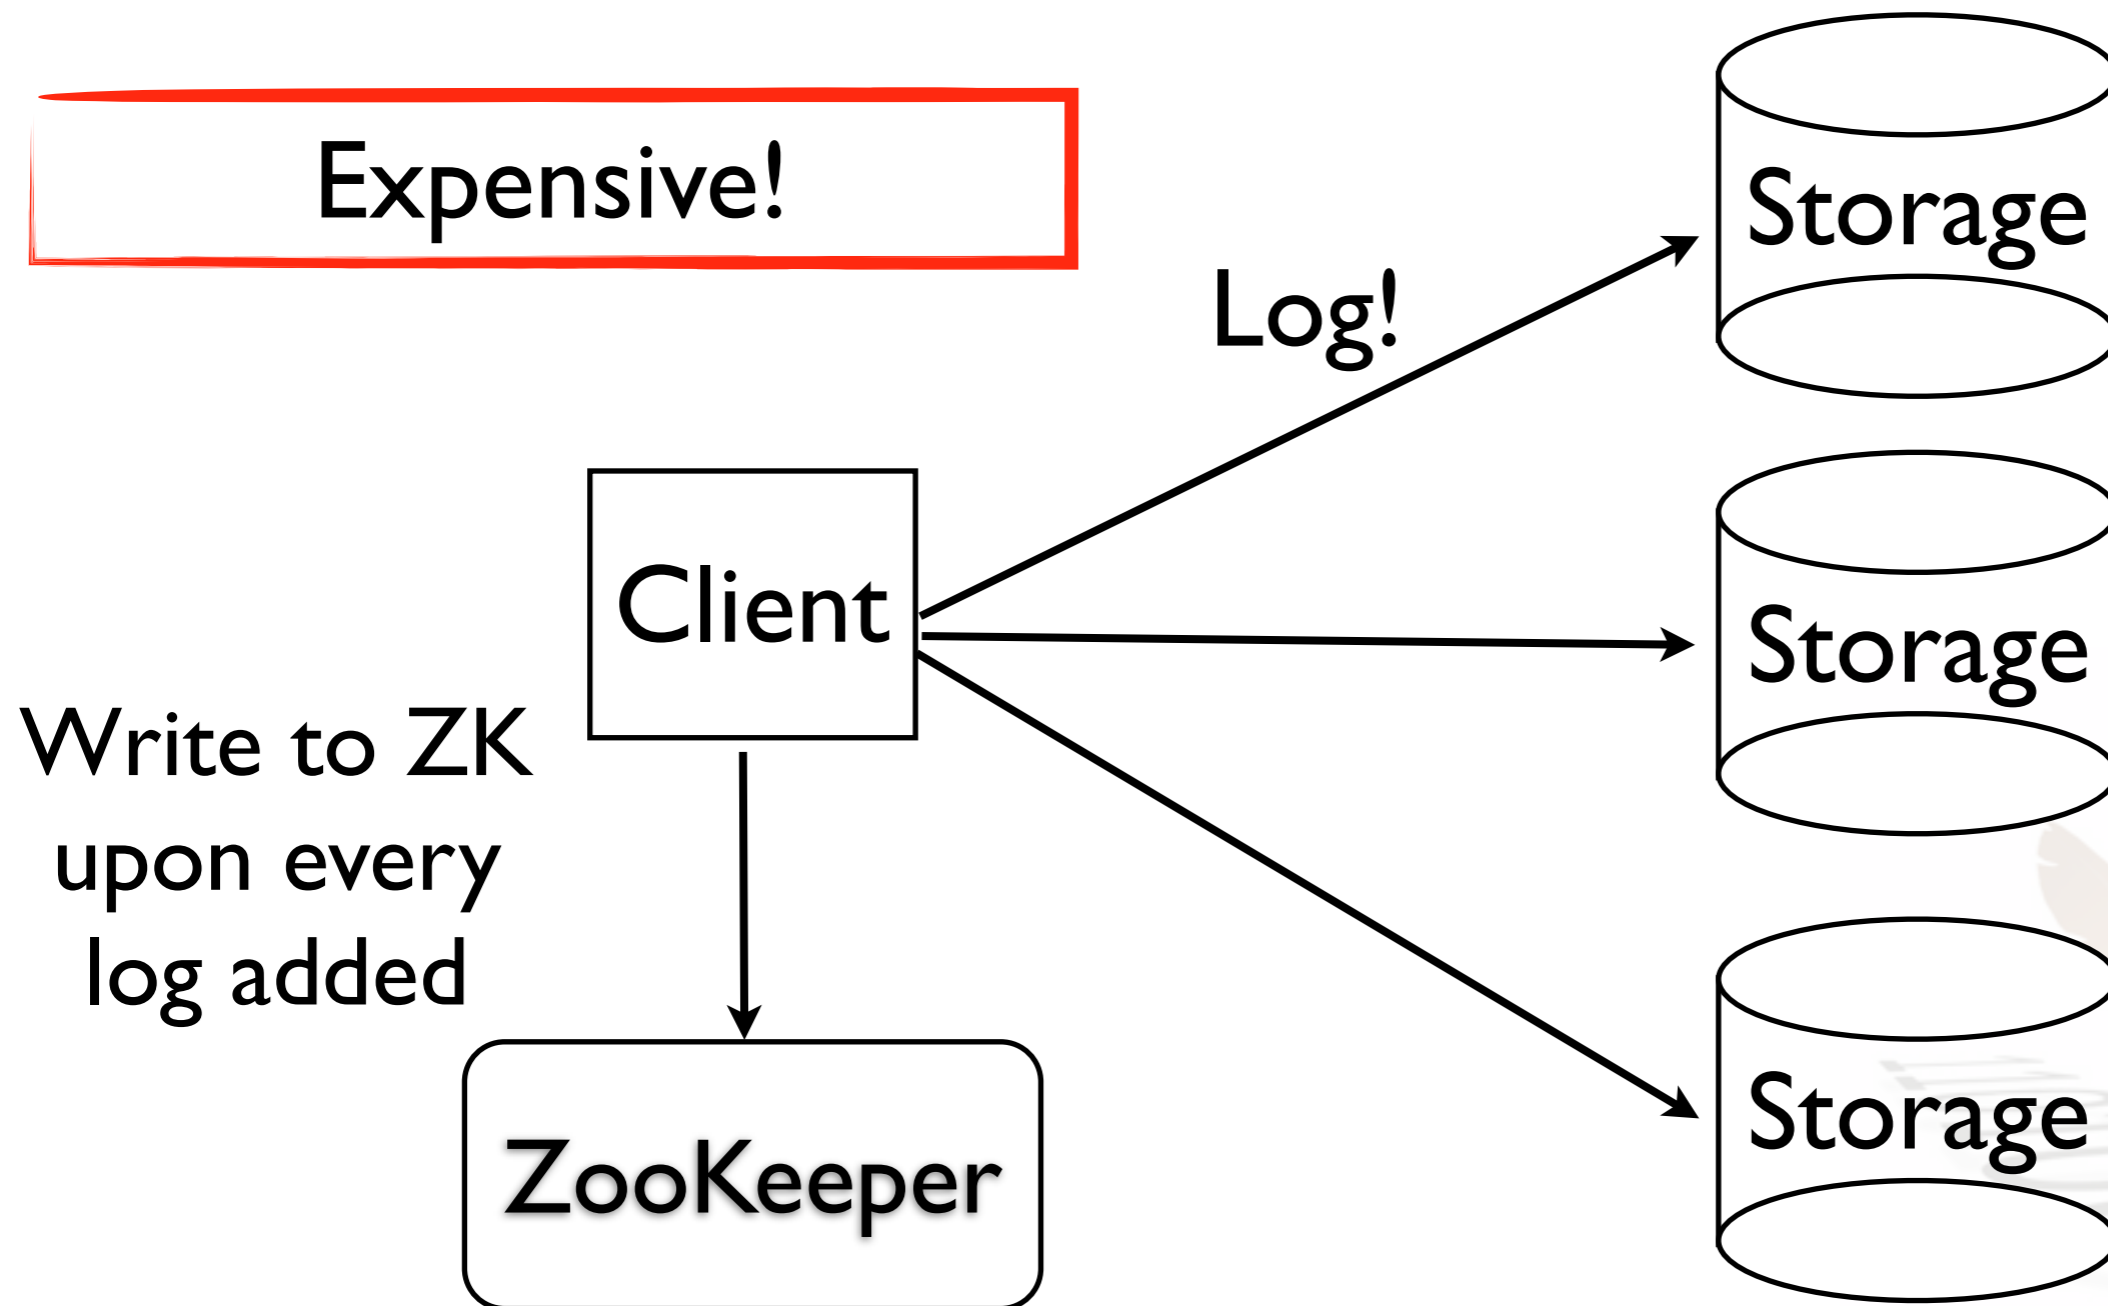 Expensive!
Log!
Storage
Client
Storage
Write to ZK
upon every
log added
Storage
ZooKeeper